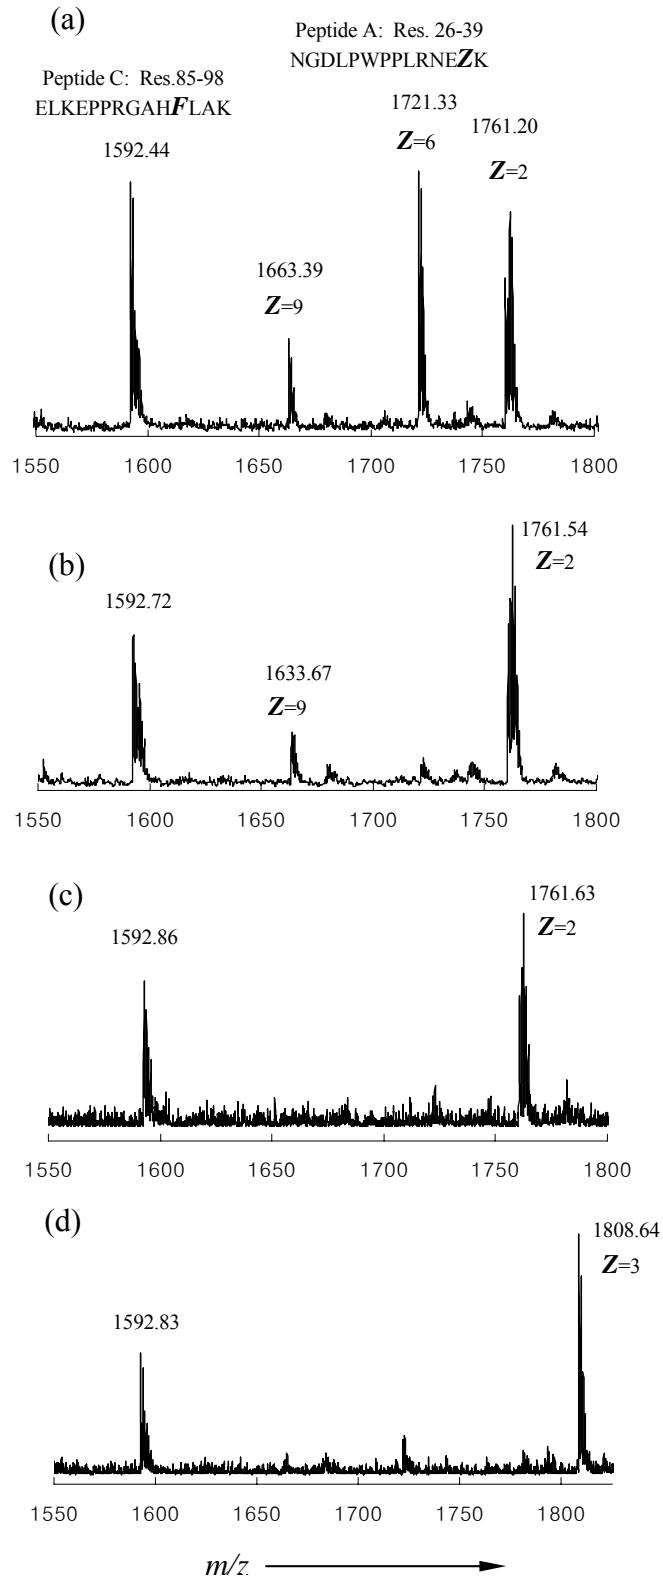 (a)
Peptide A: Res. 26-39
NGDLPWPPLRNEZK
Peptide C: Res.85-98
ELKEPPRGAHFLAK
1592.44
1663.39
Z=9
1721.33
Z=6
1761.20
Z=2
1550 1600 1650 1700 1750 1800
(b)
1592.72
1633.67
Z=9
1761.54
Z=2
1550 1600 1650 1700 1750 1800
(c)
1592.86
1761.63
Z=2
1550 1600 1650 1700 1750 1800
(d)
1592.83
1808.64
Z=3
1550 1600 1650 1700 1750 1800
m/z